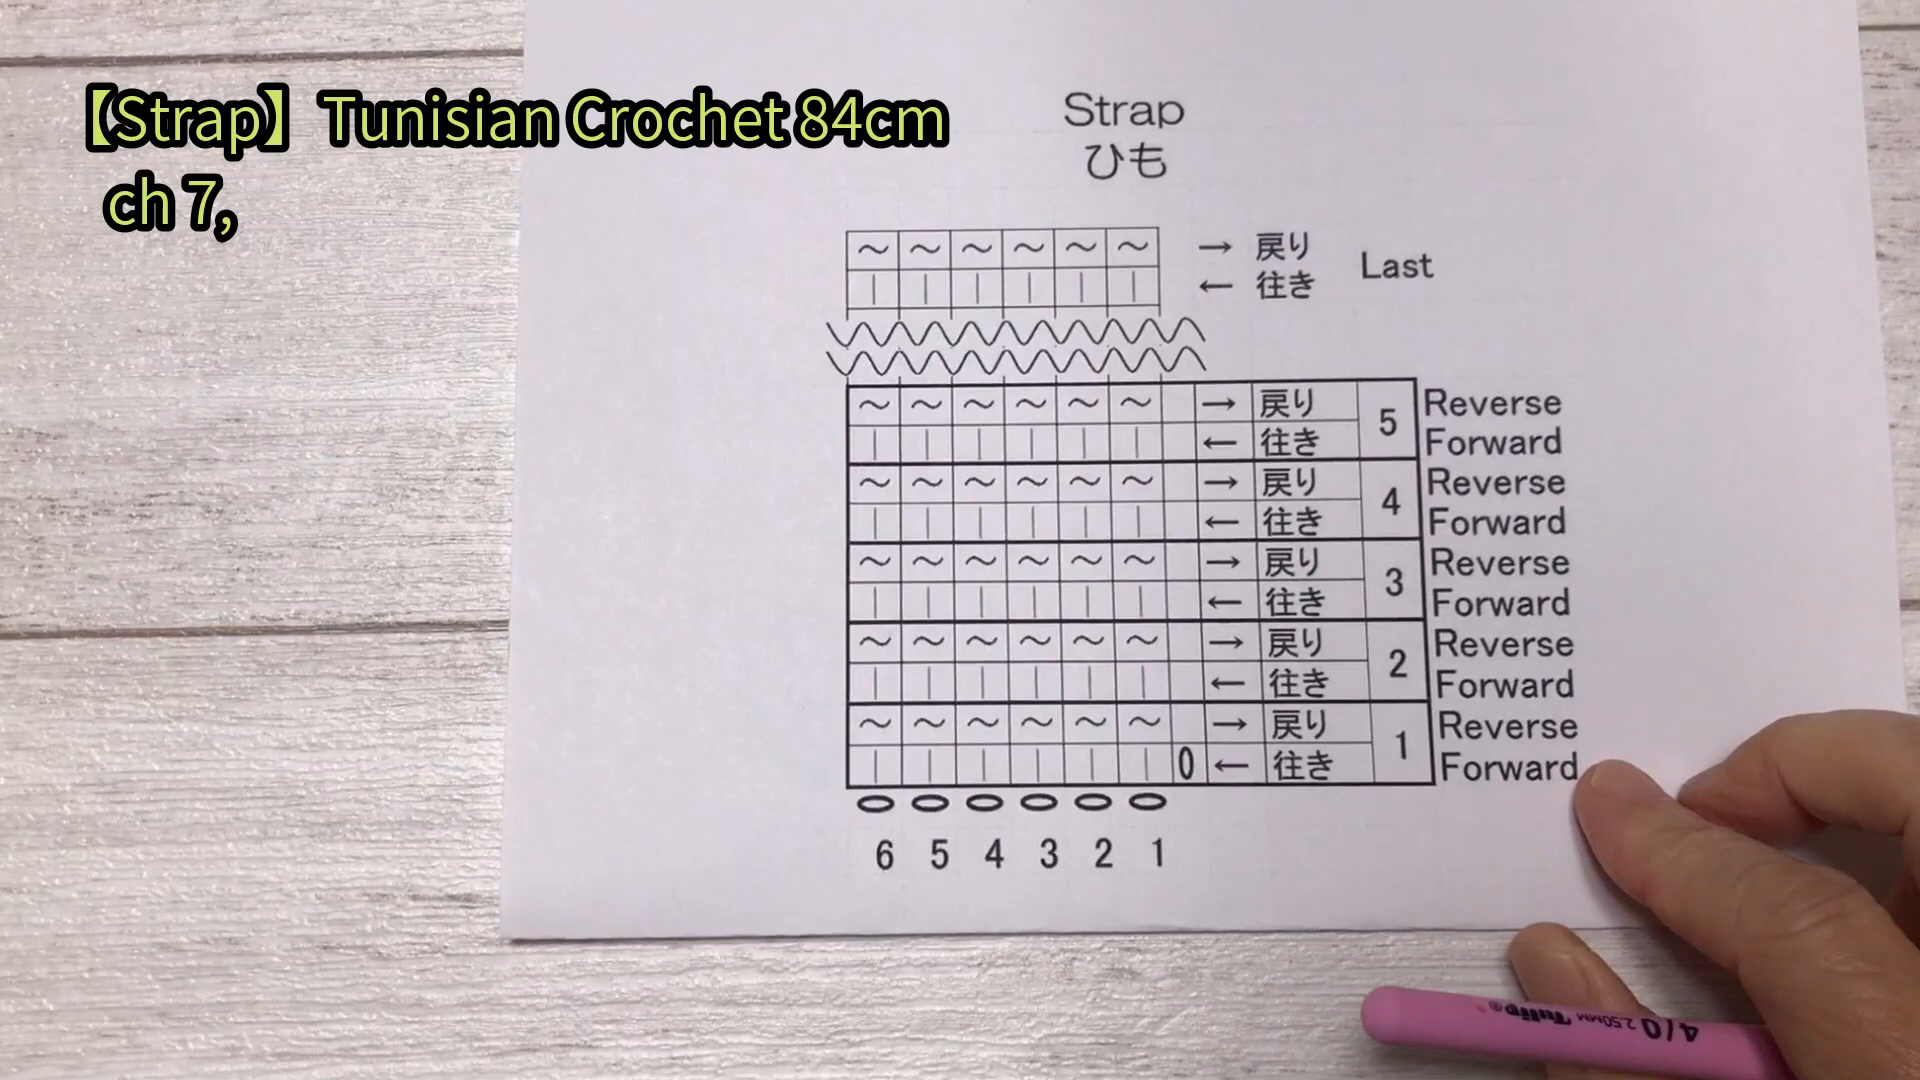 【Strap】Tunisian Crochet 84cm
ch 7,
Strap
ひも
～ ～ ～ ～ ～ ～ → 戻り
| | | | | | ← 往き
Last
～ ～ ～ ～ ～ ～ → 戻り 5 Reverse
| | | | | | ← 往き Forward
～ ～ ～ ～ ～ ～ → 戻り 4 Reverse
| | | | | | ← 往き Forward
～ ～ ～ ～ ～ ～ → 戻り 3 Reverse
| | | | | | ← 往き Forward
～ ～ ～ ～ ～ ～ → 戻り 2 Reverse
| | | | | | ← 往き Forward
～ ～ ～ ～ ～ ～ → 戻り 1 Reverse
| | | | | | 0 ← 往き Forward
6 5 4 3 2 1
4/0 2.50MM Tulip®